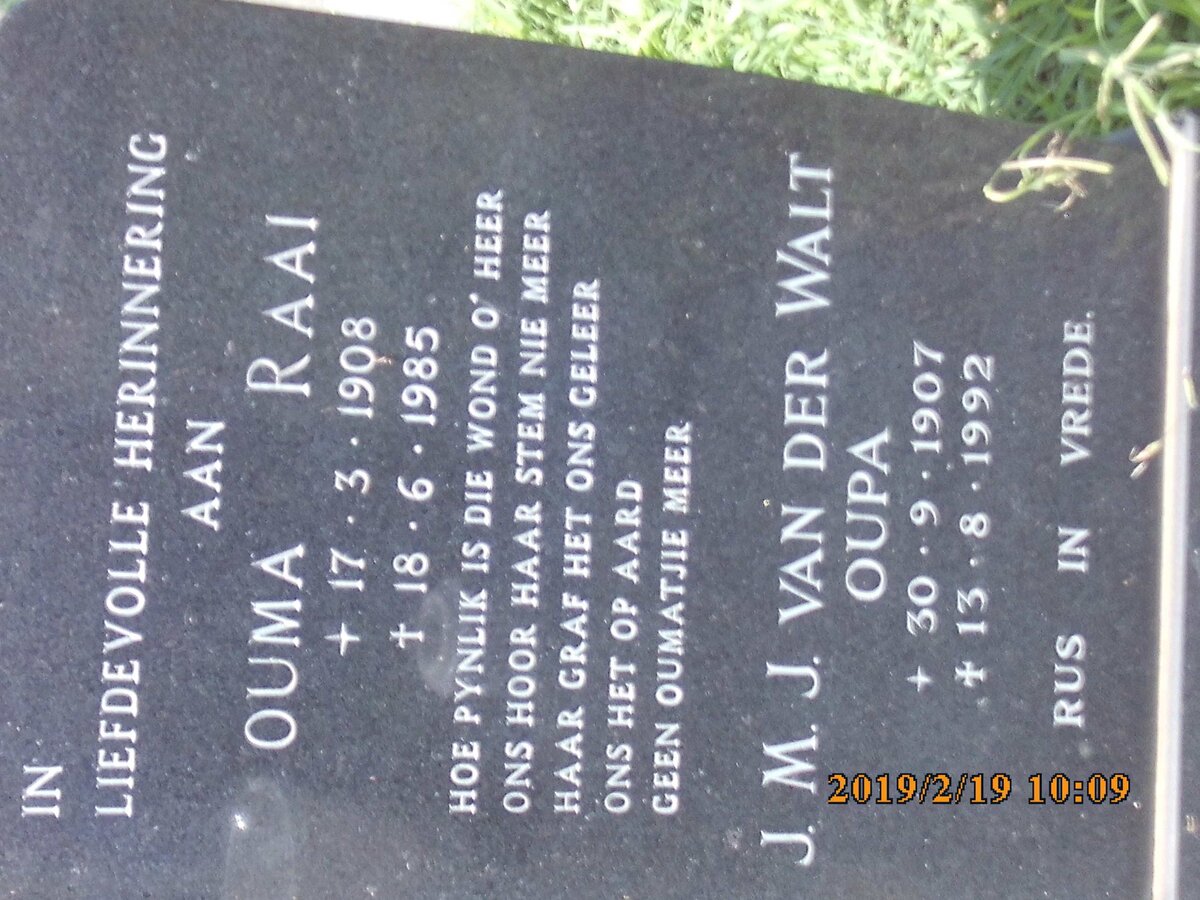 IN
LIEFDEVOLLE HERINNERING
AAN
OUMA RAAI
+ 17 · 3 · 1908
† 18 · 6 · 1985
HOE PYNLIK IS DIE WOND O' HEER
ONS HOOR HAAR STEM NIE MEER
HAAR GRAF HET ONS GELEER
ONS HET OP AARD
GEEN OUMATJIE MEER
J. M. J. VAN DER WALT
OUPA
+ 30 · 9 · 1907
† 13 · 8 · 1992
RUS IN VREDE.
2019/2/19 10:09